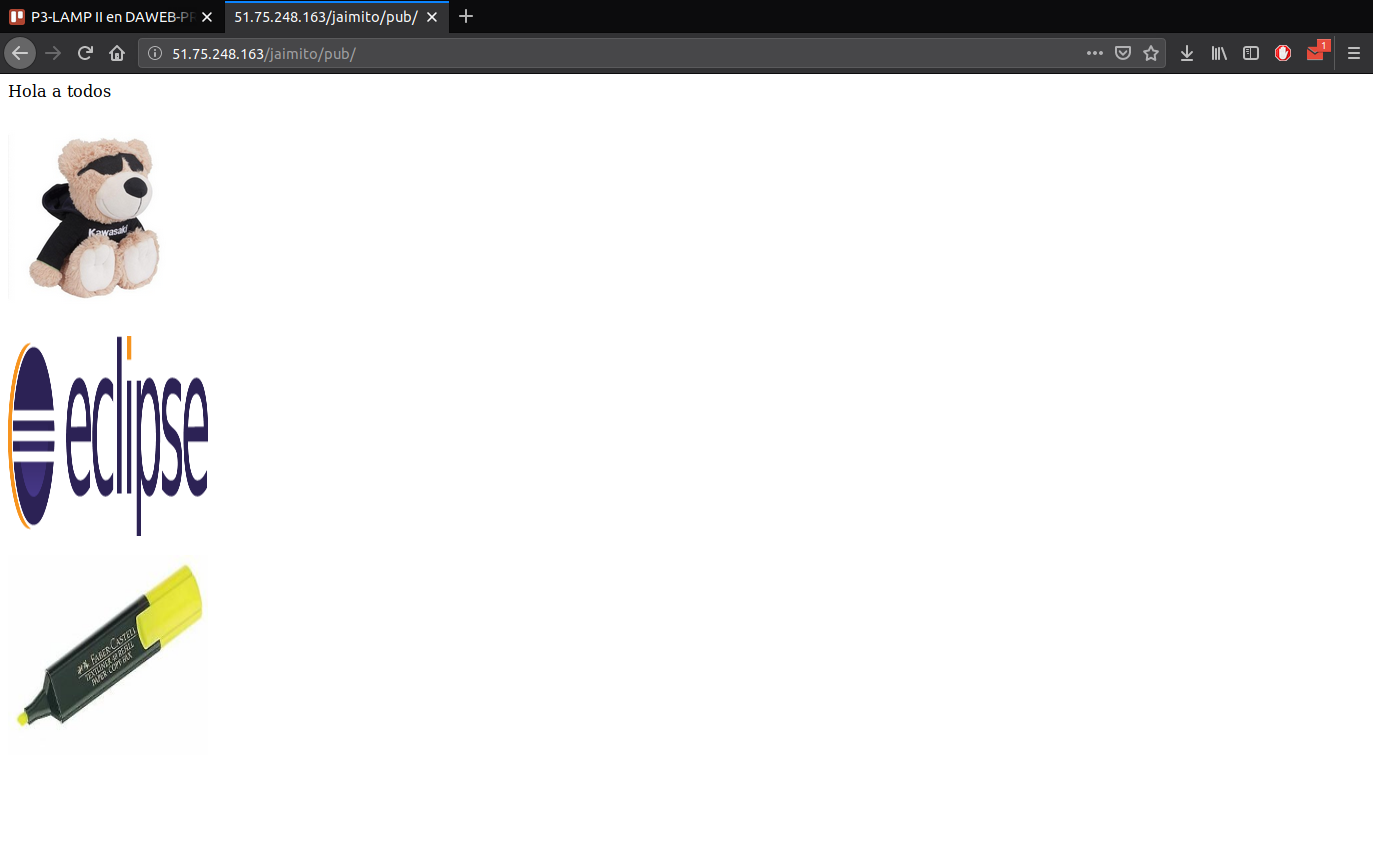 P3-LAMP II en DAWEB-PR
51.75.248.163/jaimito/pub/
51.75.248.163/jaimito/pub/
1
Hola a todos
Kawasaki
eclipse
FABER-CASTELL
TEXTLINER 48 REFILL
PAPER·COPY·FAX